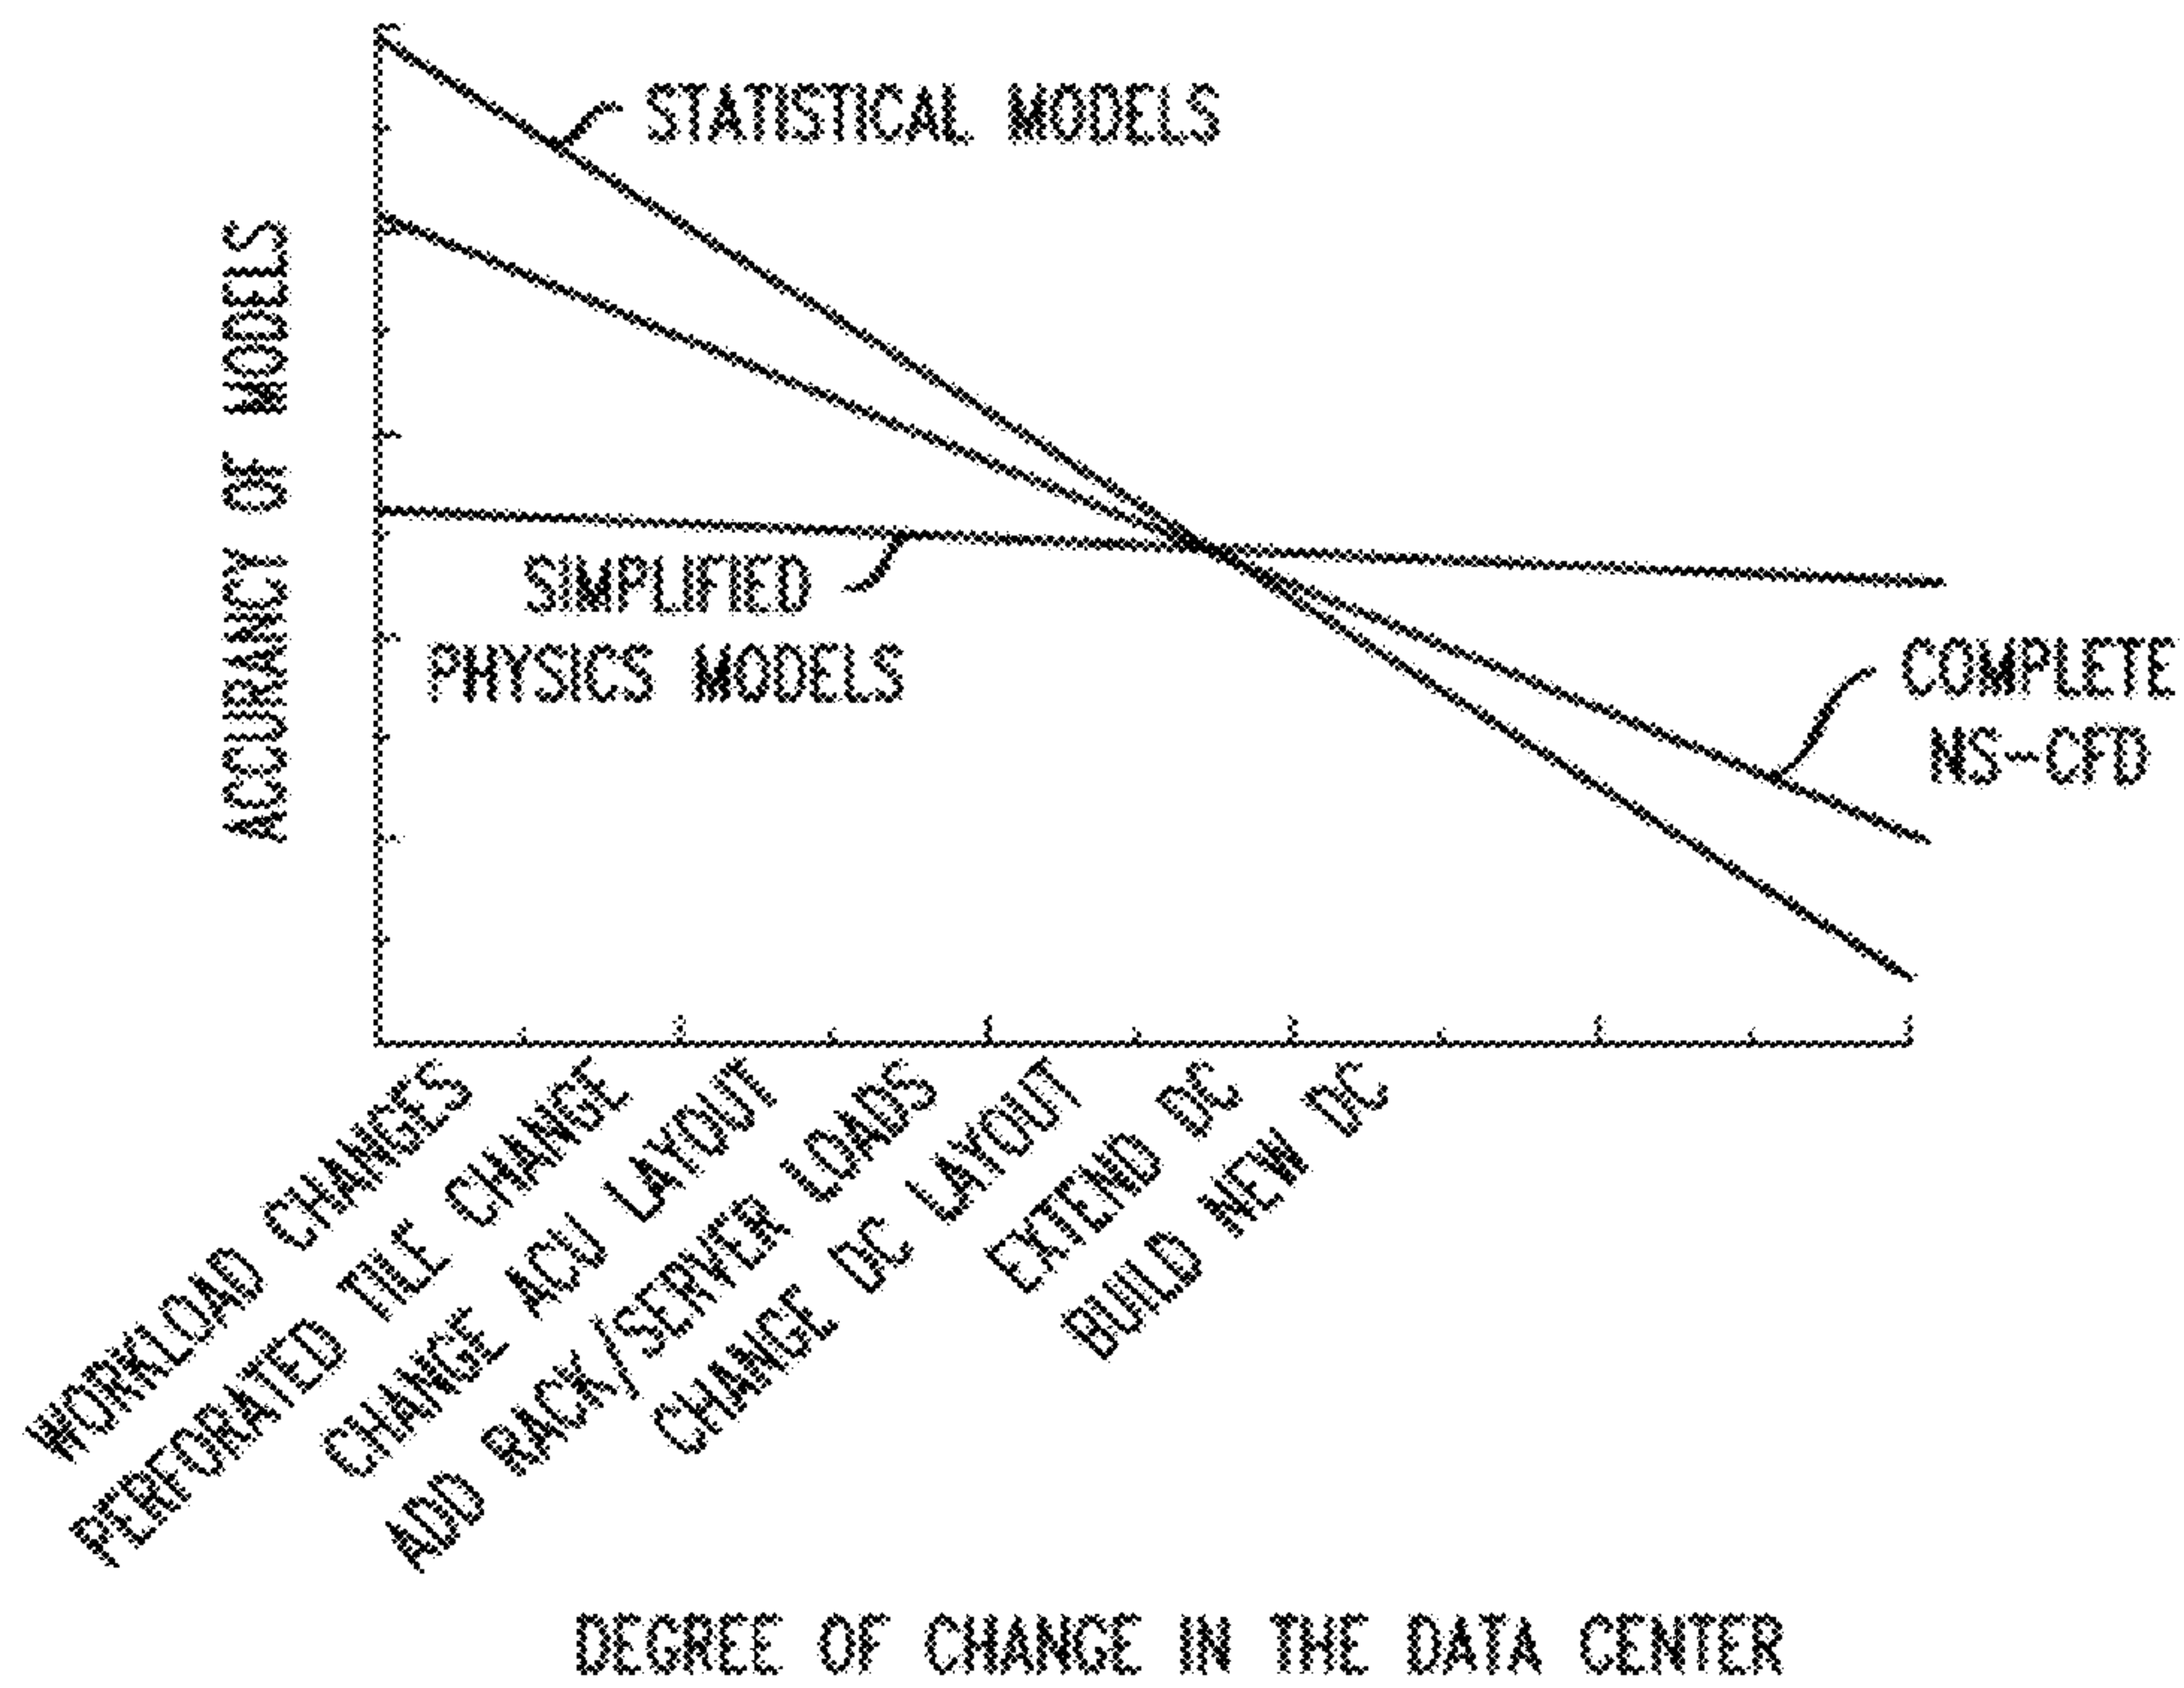 STATISTICAL MODELS
ACCURANCY OF MODELS
SIMPLIFIED
PHYSICS MODELS
COMPLETE
NS-CFD
WORKLOAD CHANGES
PERFORATED TILE CHANGE
CHANGE ACU LAYOUT
ADD RACK/SERVER LOADS
CHANGE DC LAYOUT
EXTEND DC
BUILD NEW DC
DEGREE OF CHANGE IN THE DATA CENTER